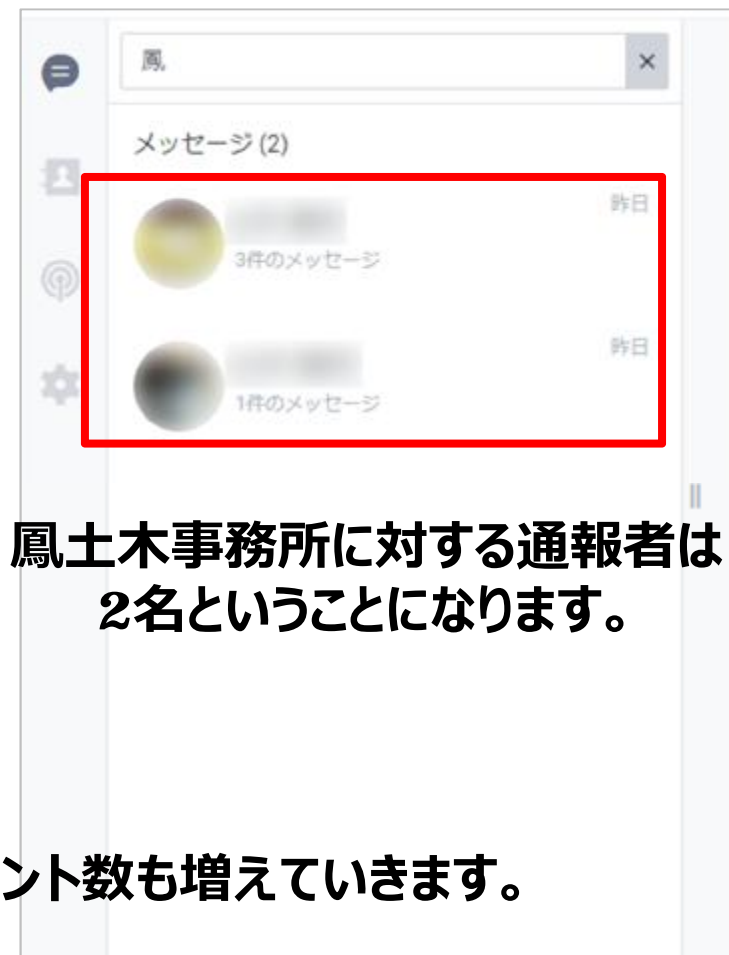 鳳
メッセージ (2)
昨日
3件のメッセージ
昨日
1件のメッセージ
鳳土木事務所に対する通報者は
2名ということになります。
ント数も増えていきます。